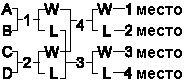 A W W 1 место
1 4
B L L 2 место
C W W 3 место
2 3
D L L 4 место